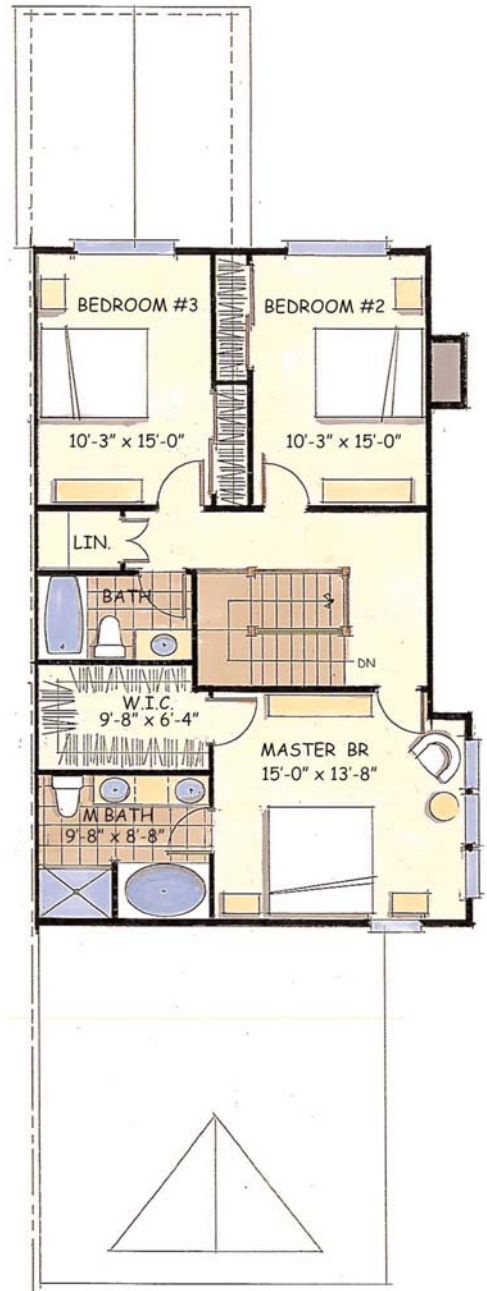 BEDROOM #3
BEDROOM #2
10'-3" x 15'-0"
10'-3" x 15'-0"
LIN.
BATH
DN
W.I.C.
9'-8" x 6'-4"
MASTER BR
15'-0" x 13'-8"
M BATH
9'-8" x 8'-8"